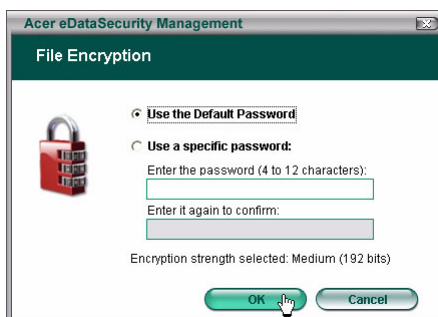 Acer eDataSecurity Management
File Encryption
Use the Default Password
Use a specific password:
Enter the password (4 to 12 characters):
Enter it again to confirm:
Encryption strength selected: Medium (192 bits)
OK
Cancel